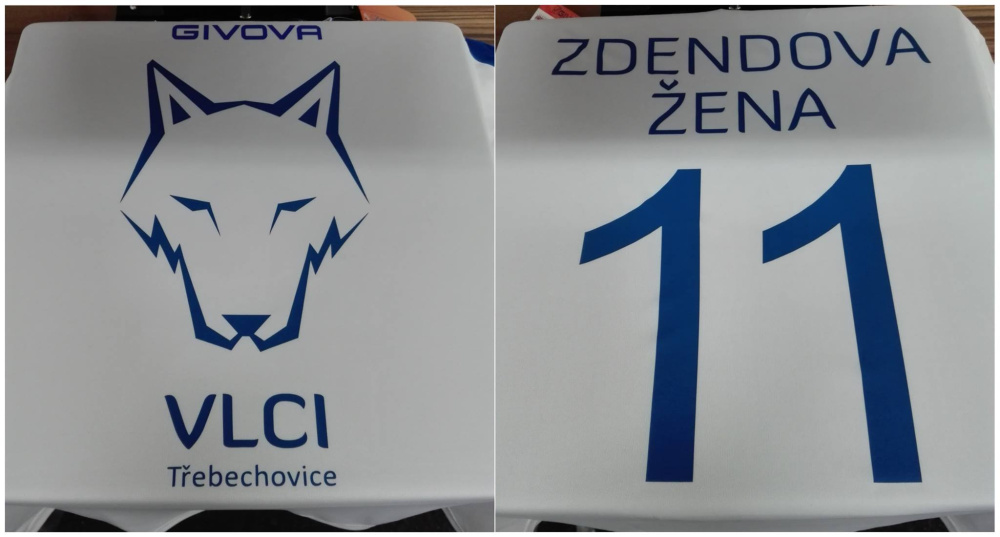 GIVOVA
VLCI
Třebechovice
ZDENDOVA
ŽENA
11